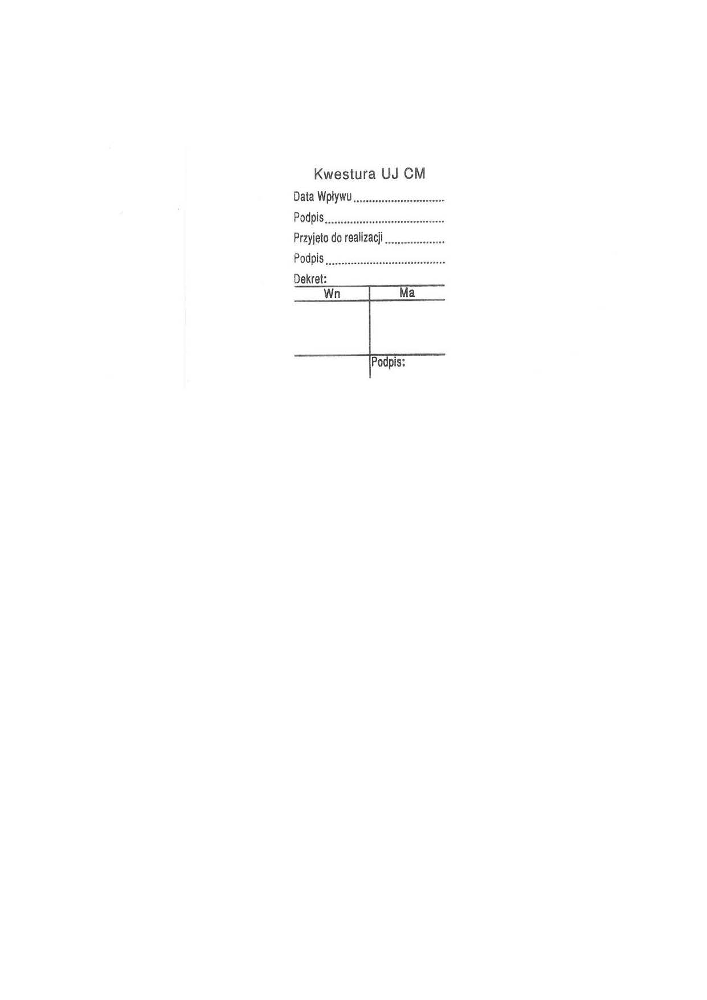 Kwestura UJ CM
Data Wpływu.............................
Podpis......................................
Przyjęto do realizacji...................
Podpis......................................
Dekret:
Wn Ma
Podpis: